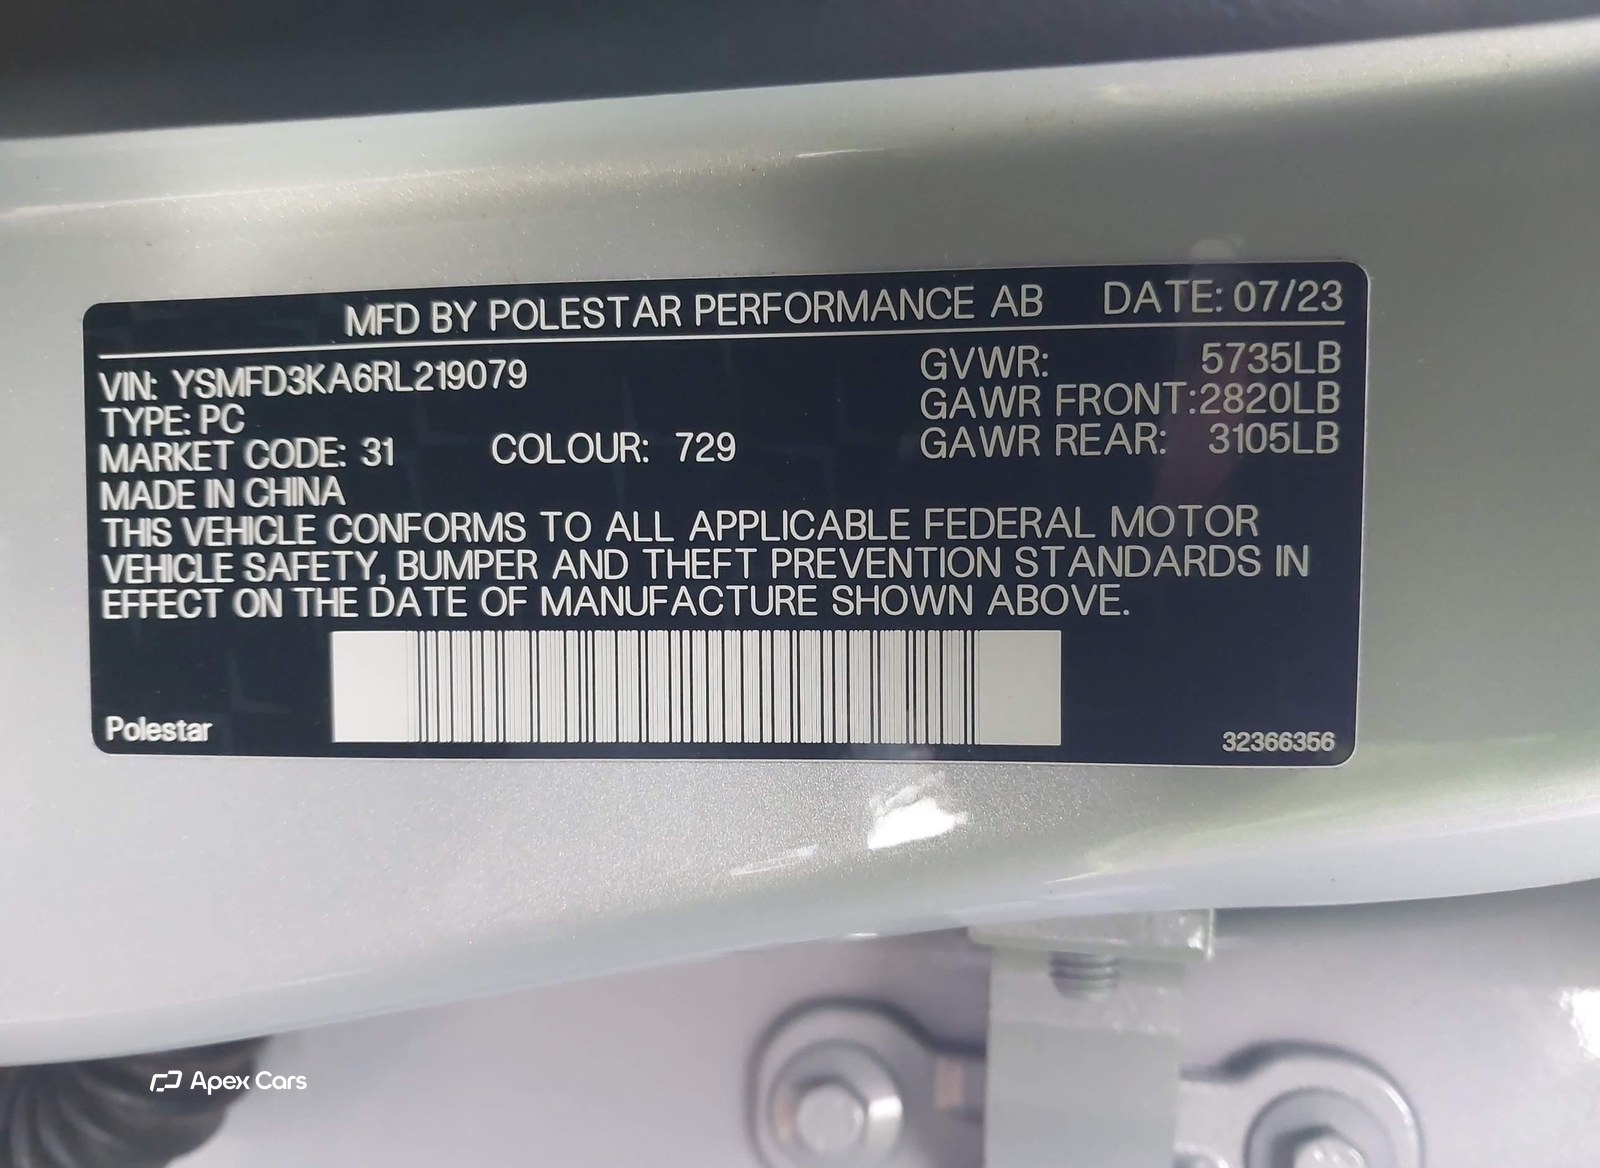 MFD BY POLESTAR PERFORMANCE AB DATE: 07/23
VIN: YSMFD3KA6RL219079 GVWR: 5735LB
TYPE: PC GAWR FRONT:2820LB
MARKET CODE: 31 COLOUR: 729 GAWR REAR: 3105LB
MADE IN CHINA
THIS VEHICLE CONFORMS TO ALL APPLICABLE FEDERAL MOTOR
VEHICLE SAFETY, BUMPER AND THEFT PREVENTION STANDARDS IN
EFFECT ON THE DATE OF MANUFACTURE SHOWN ABOVE.
Polestar 32366356
Apex Cars